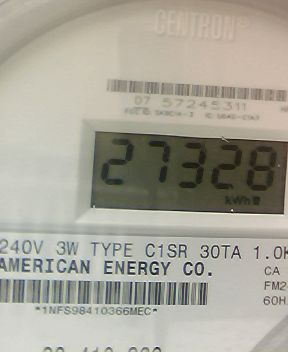 CENTRON®
07 57245311
27328
kWh
240V 3W TYPE C1SR 30TA 1.0K
AMERICAN ENERGY CO.
CA
FM2
60H
*1NFS98410366MEC*